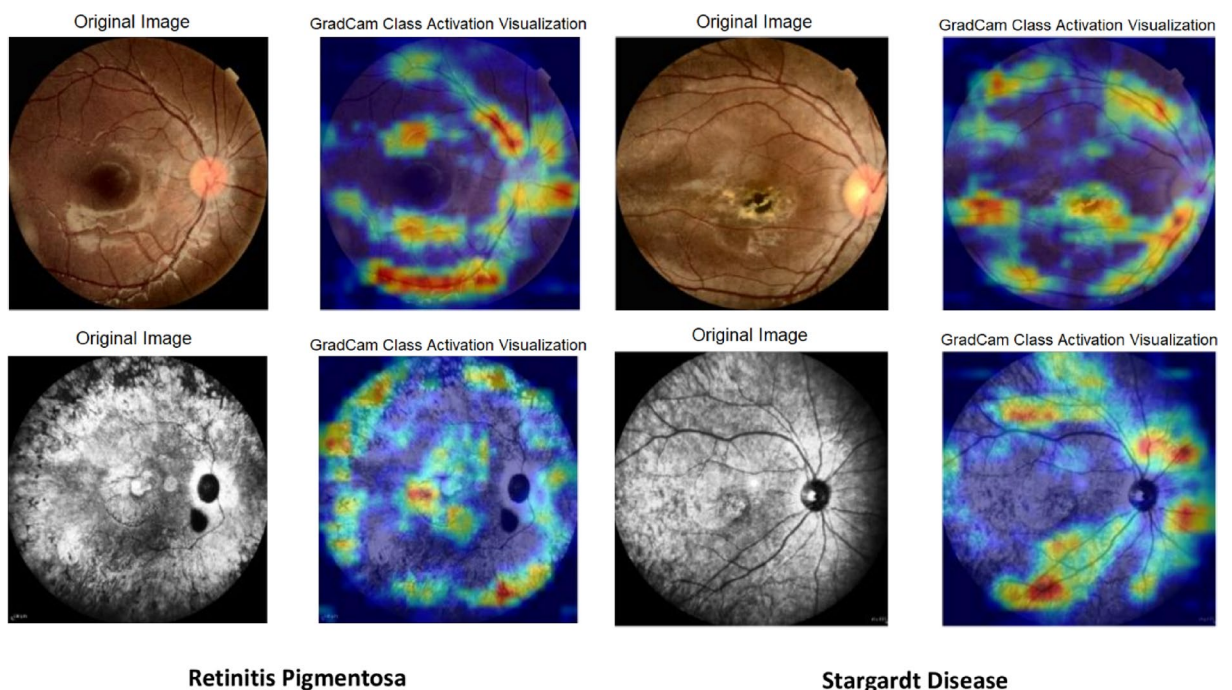 Original Image
GradCam Class Activation Visualization
Original Image
GradCam Class Activation Visualization
Original Image
GradCam Class Activation Visualization
Original Image
GradCam Class Activation Visualization
Retinitis Pigmentosa
Stargardt Disease